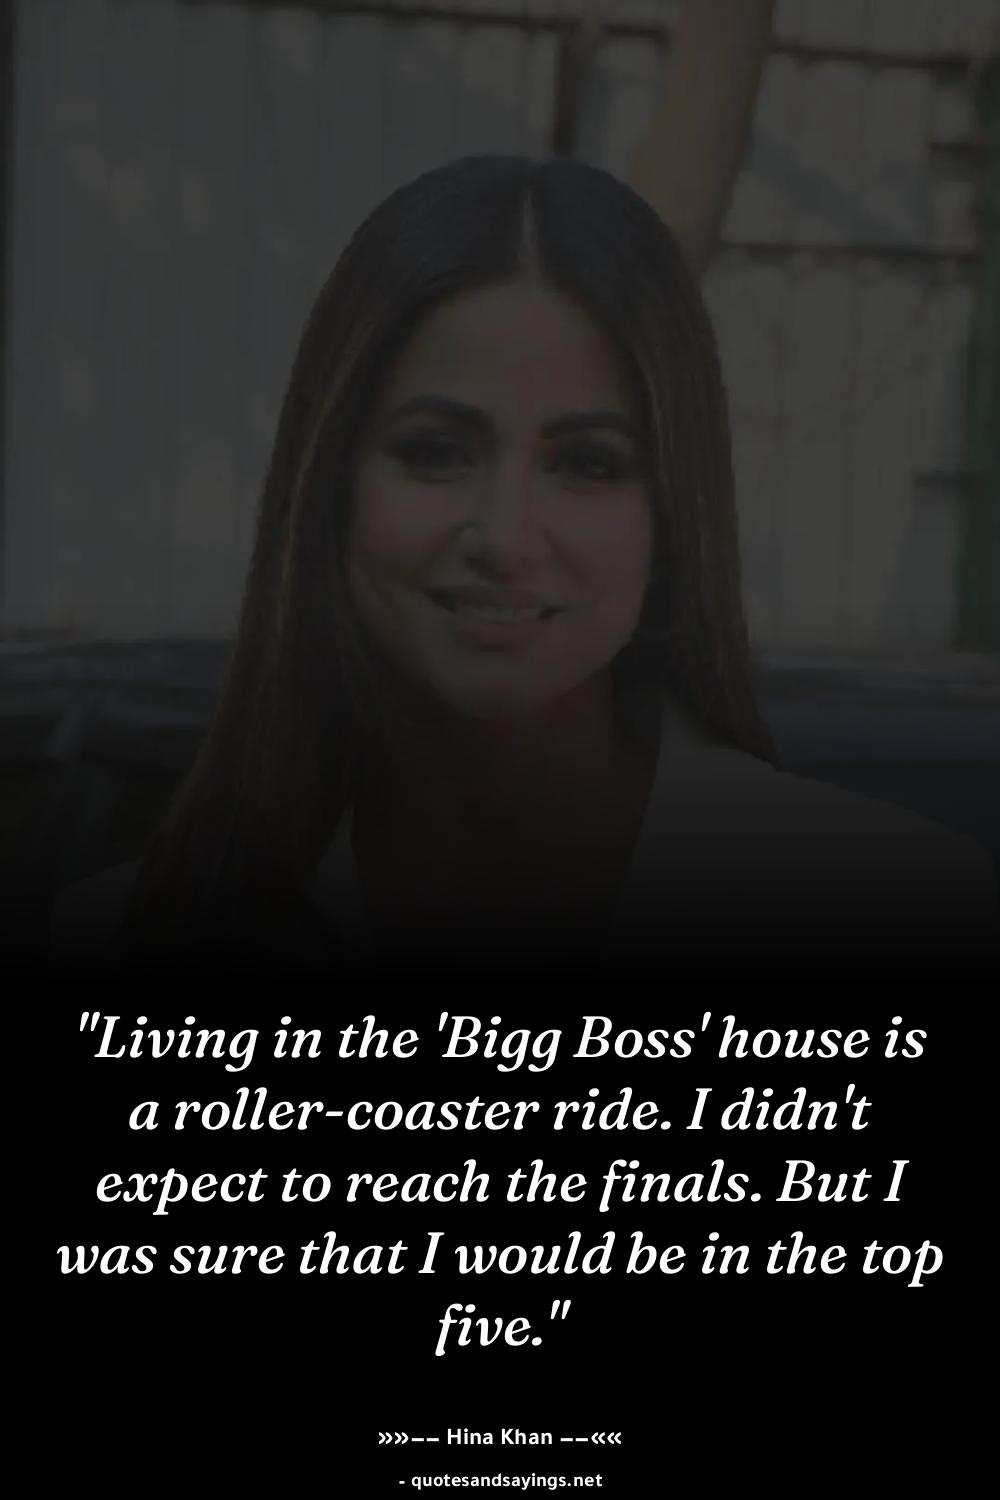 "Living in the 'Bigg Boss' house is
a roller-coaster ride. I didn't
expect to reach the finals. But I
was sure that I would be in the top
five."
»»−− Hina Khan −−««
- quotesandsayings.net